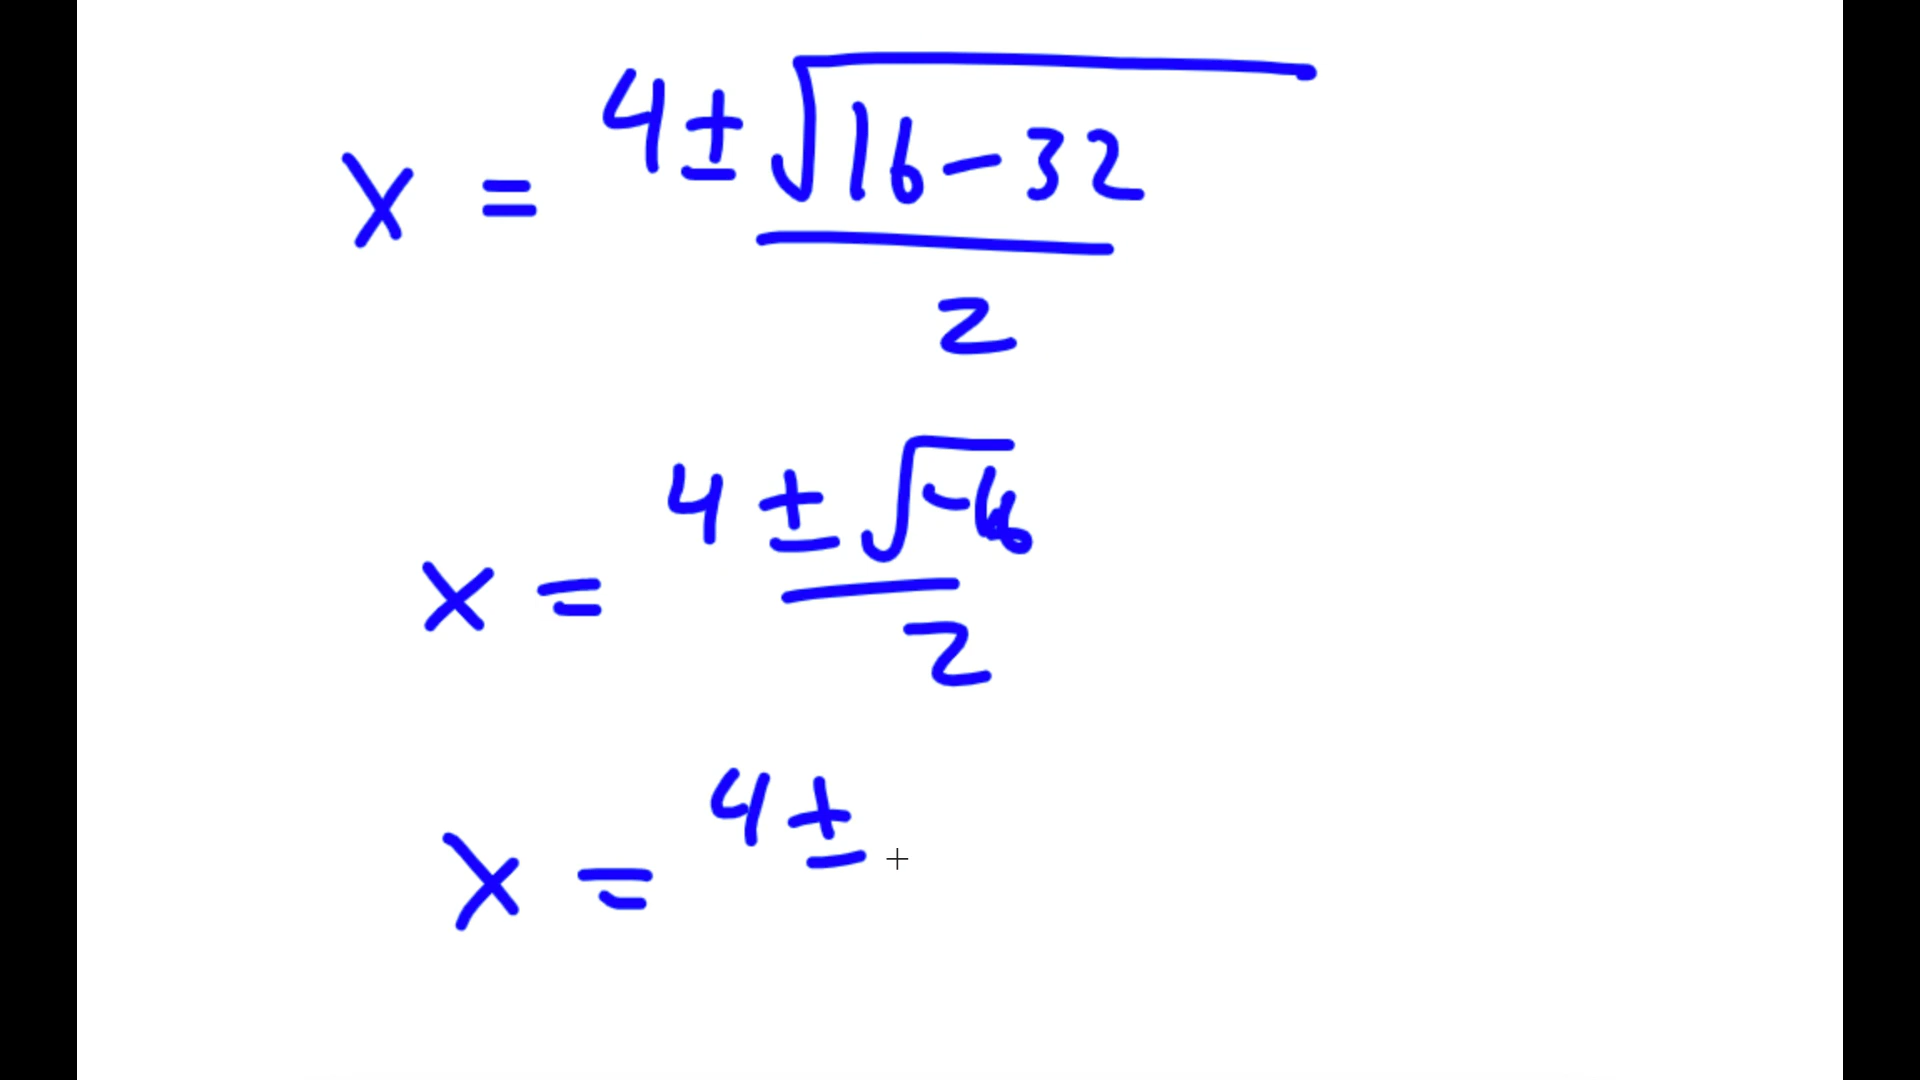 x = (4 ± √(16 - 32)) / 2
x = (4 ± √(-16)) / 2
x = 4 ±